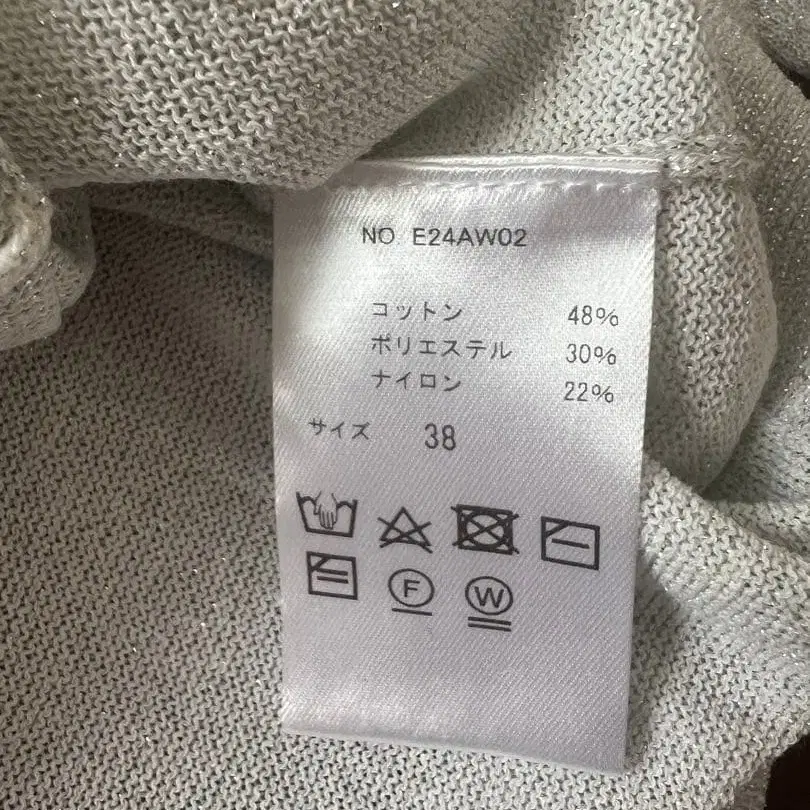 NO E24AW02
コットン 48%
ポリエステル 30%
ナイロン 22%
サイズ 38
F W